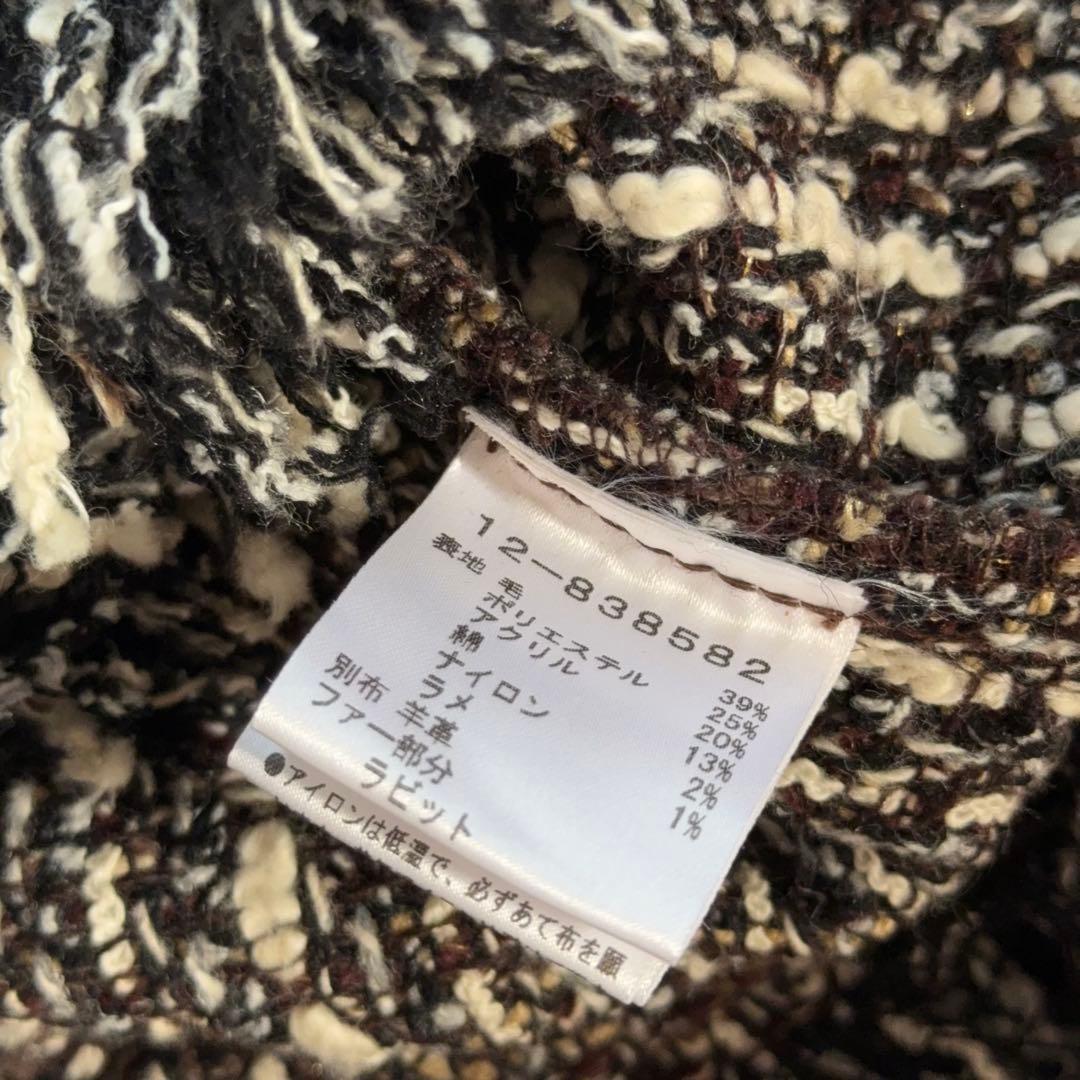 12-838582
表地 毛 39%
ポリエステル 25%
アクリル 20%
綿 13%
ナイロン 2%
ラメ 1%
別布 羊革
ファー部分
ラビット
●アイロンは低温で、必ずあて布を願